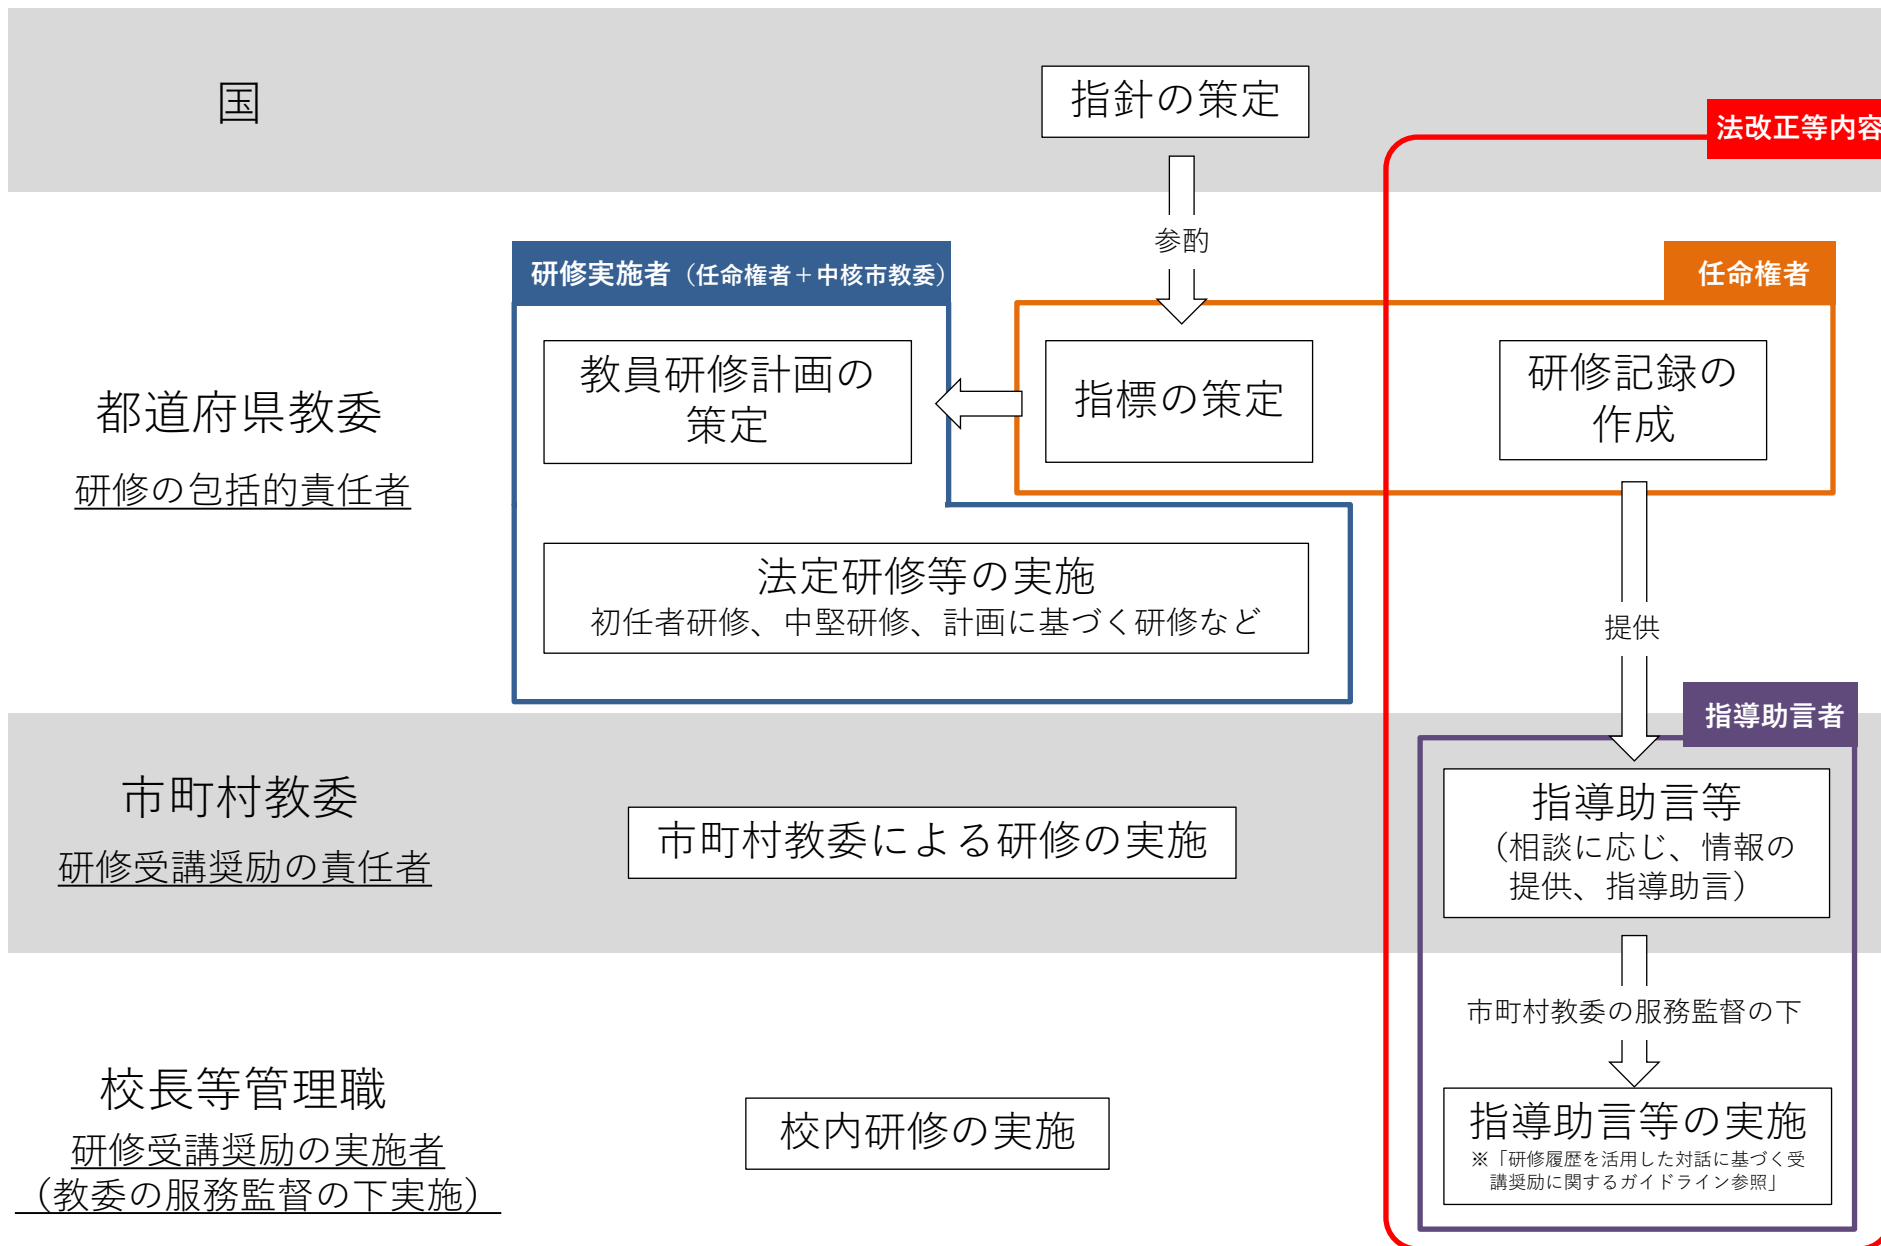 国
指針の策定
法改正等内容
参酌
研修実施者（任命権者＋中核市教委）
任命権者
都道府県教委
研修の包括的責任者
教員研修計画の
策定
指標の策定
研修記録の
作成
法定研修等の実施
初任者研修、中堅研修、計画に基づく研修など
提供
指導助言者
市町村教委
研修受講奨励の責任者
市町村教委による研修の実施
指導助言等
（相談に応じ、情報の
提供、指導助言）
市町村教委の服務監督の下
校長等管理職
研修受講奨励の実施者
（教委の服務監督の下実施）
校内研修の実施
指導助言等の実施
※「研修履歴を活用した対話に基づく受
講奨励に関するガイドライン参照」